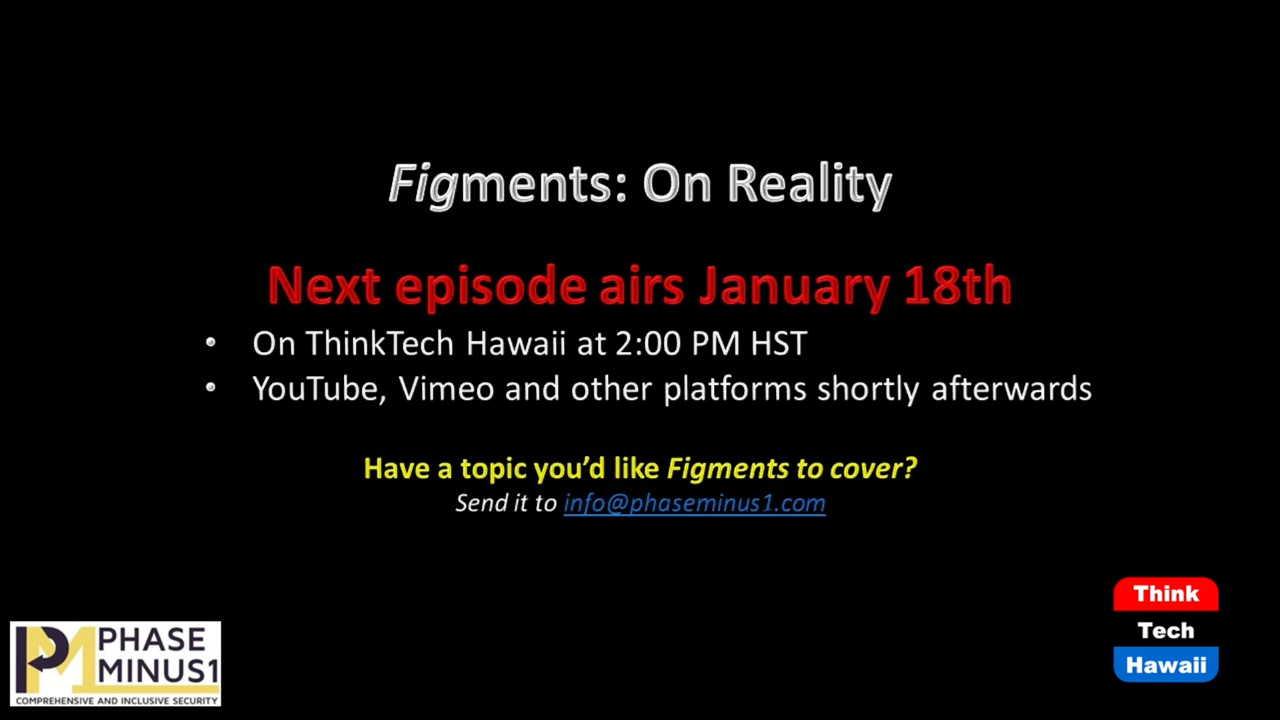 Figments: On Reality
Next episode airs January 18th
• On ThinkTech Hawaii at 2:00 PM HST
• YouTube, Vimeo and other platforms shortly afterwards
Have a topic you’d like Figments to cover?
Send it to info@phaseminus1.com
Think
Tech
Hawaii
PM PHASE
MINUS1
COMPREHENSIVE AND INCLUSIVE SECURITY